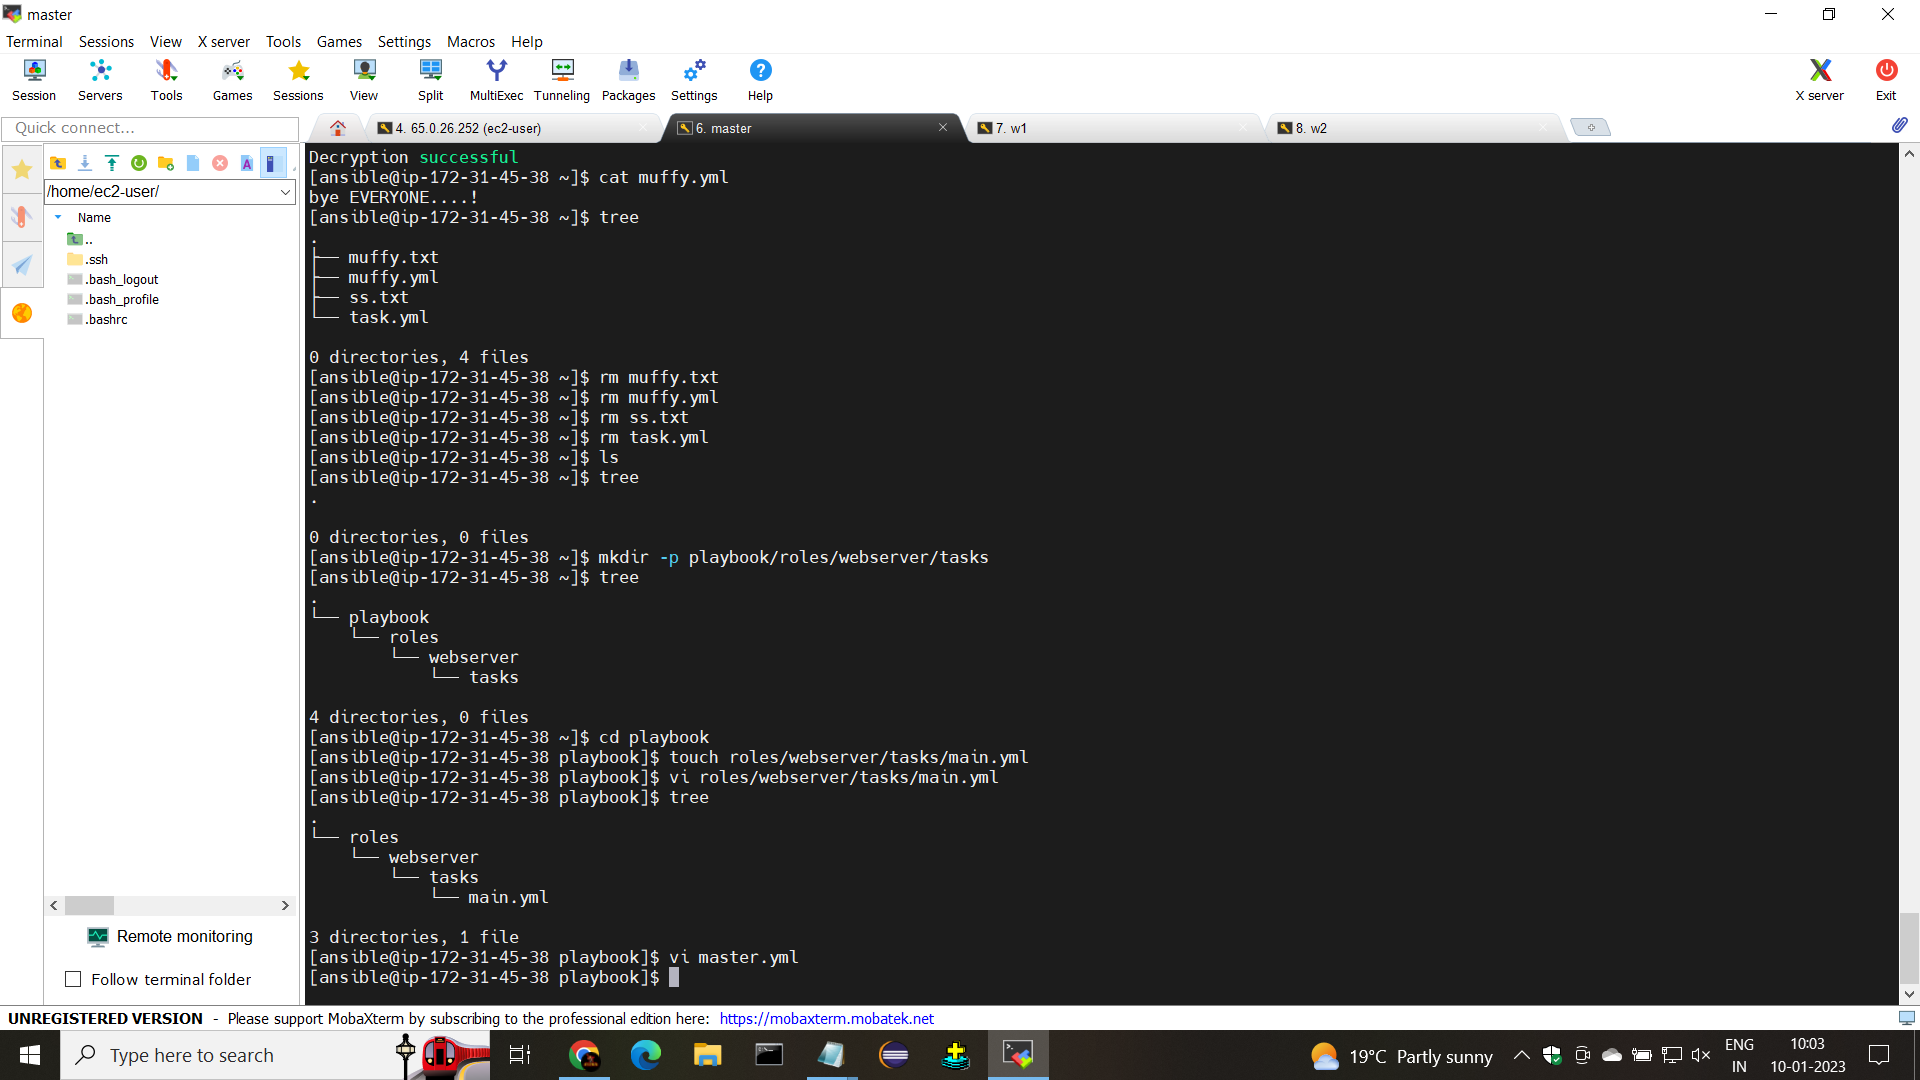 master
Terminal Sessions View X server Tools Games Settings Macros Help
Session Servers Tools Games Sessions View Split MultiExec Tunneling Packages Settings Help X server Exit
Quick connect...
4. 65.0.26.252 (ec2-user) 6. master 7. w1 8. w2
/home/ec2-user/
Name
..
.ssh
.bash_logout
.bash_profile
.bashrc
Remote monitoring
Follow terminal folder
Decryption successful
[ansible@ip-172-31-45-38 ~]$ cat muffy.yml
bye EVERYONE....!
[ansible@ip-172-31-45-38 ~]$ tree
.
├── muffy.txt
├── muffy.yml
├── ss.txt
└── task.yml
0 directories, 4 files
[ansible@ip-172-31-45-38 ~]$ rm muffy.txt
[ansible@ip-172-31-45-38 ~]$ rm muffy.yml
[ansible@ip-172-31-45-38 ~]$ rm ss.txt
[ansible@ip-172-31-45-38 ~]$ rm task.yml
[ansible@ip-172-31-45-38 ~]$ ls
[ansible@ip-172-31-45-38 ~]$ tree
.
0 directories, 0 files
[ansible@ip-172-31-45-38 ~]$ mkdir -p playbook/roles/webserver/tasks
[ansible@ip-172-31-45-38 ~]$ tree
.
└── playbook
    └── roles
        └── webserver
            └── tasks
4 directories, 0 files
[ansible@ip-172-31-45-38 ~]$ cd playbook
[ansible@ip-172-31-45-38 playbook]$ touch roles/webserver/tasks/main.yml
[ansible@ip-172-31-45-38 playbook]$ vi roles/webserver/tasks/main.yml
[ansible@ip-172-31-45-38 playbook]$ tree
.
└── roles
    └── webserver
        └── tasks
            └── main.yml
3 directories, 1 file
[ansible@ip-172-31-45-38 playbook]$ vi master.yml
[ansible@ip-172-31-45-38 playbook]$
UNREGISTERED VERSION - Please support MobaXterm by subscribing to the professional edition here: https://mobaxterm.mobatek.net
Type here to search
19°C Partly sunny
ENG
IN
10:03
10-01-2023